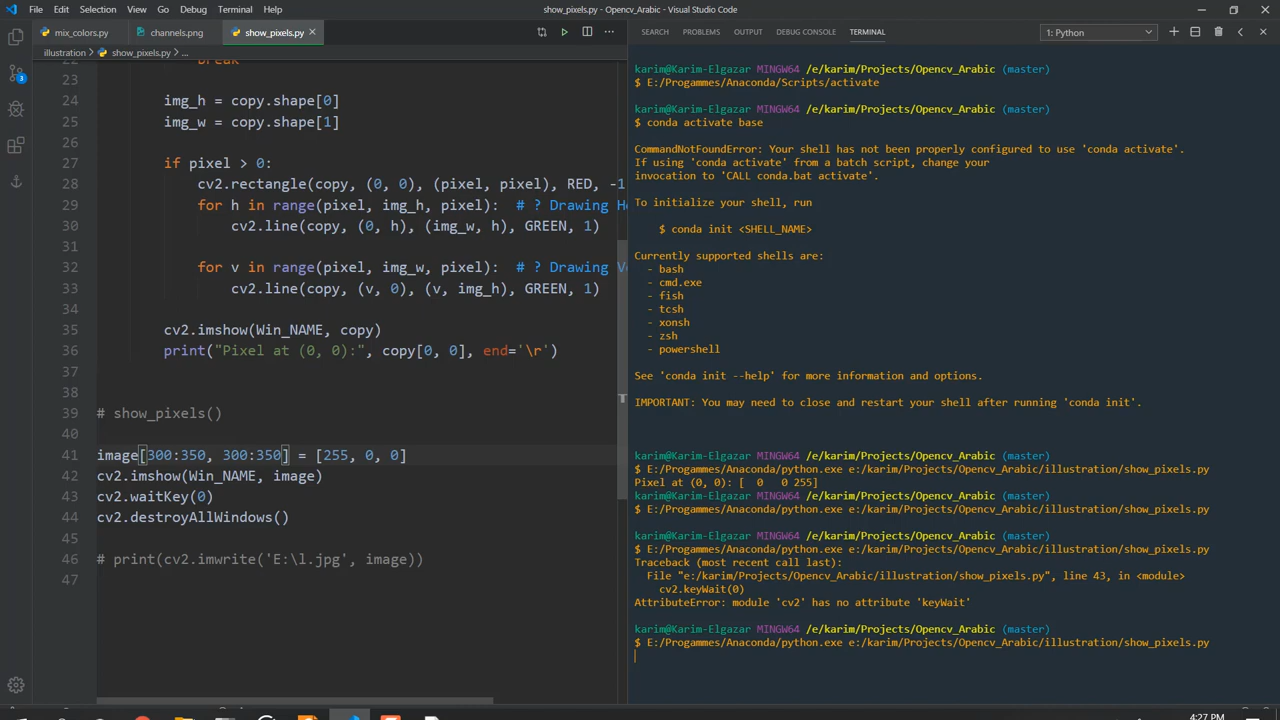 File Edit Selection View Go Debug Terminal Help
show_pixels.py - Opencv_Arabic - Visual Studio Code
mix_colors.py channels.png show_pixels.py
illustration > show_pixels.py > ...
22 break
23
24 img_h = copy.shape[0]
25 img_w = copy.shape[1]
26
27 if pixel > 0:
28 cv2.rectangle(copy, (0, 0), (pixel, pixel), RED, -1
29 for h in range(pixel, img_h, pixel): # ? Drawing Ho
30 cv2.line(copy, (0, h), (img_w, h), GREEN, 1)
31
32 for v in range(pixel, img_w, pixel): # ? Drawing Ve
33 cv2.line(copy, (v, 0), (v, img_h), GREEN, 1)
34
35 cv2.imshow(Win_NAME, copy)
36 print("Pixel at (0, 0):", copy[0, 0], end='\r')
37
38
39 # show_pixels()
40
41 image[300:350, 300:350] = [255, 0, 0]
42 cv2.imshow(Win_NAME, image)
43 cv2.waitKey(0)
44 cv2.destroyAllWindows()
45
46 # print(cv2.imwrite('E:\l.jpg', image))
47
3
SEARCH PROBLEMS OUTPUT DEBUG CONSOLE TERMINAL
1: Python
karim@Karim-Elgazar MINGW64 /e/karim/Projects/Opencv_Arabic (master)
$ E:/Progammes/Anaconda/Scripts/activate
karim@Karim-Elgazar MINGW64 /e/karim/Projects/Opencv_Arabic (master)
$ conda activate base
CommandNotFoundError: Your shell has not been properly configured to use 'conda activate'.
If using 'conda activate' from a batch script, change your
invocation to 'CALL conda.bat activate'.
To initialize your shell, run
$ conda init <SHELL_NAME>
Currently supported shells are:
- bash
- cmd.exe
- fish
- tcsh
- xonsh
- zsh
- powershell
See 'conda init --help' for more information and options.
IMPORTANT: You may need to close and restart your shell after running 'conda init'.
karim@Karim-Elgazar MINGW64 /e/karim/Projects/Opencv_Arabic (master)
$ E:/Progammes/Anaconda/python.exe e:/karim/Projects/Opencv_Arabic/illustration/show_pixels.py
Pixel at (0, 0): [  0   0 255]
karim@Karim-Elgazar MINGW64 /e/karim/Projects/Opencv_Arabic (master)
$ E:/Progammes/Anaconda/python.exe e:/karim/Projects/Opencv_Arabic/illustration/show_pixels.py
karim@Karim-Elgazar MINGW64 /e/karim/Projects/Opencv_Arabic (master)
$ E:/Progammes/Anaconda/python.exe e:/karim/Projects/Opencv_Arabic/illustration/show_pixels.py
Traceback (most recent call last):
File "e:/karim/Projects/Opencv_Arabic/illustration/show_pixels.py", line 43, in <module>
cv2.keyWait(0)
AttributeError: module 'cv2' has no attribute 'keyWait'
karim@Karim-Elgazar MINGW64 /e/karim/Projects/Opencv_Arabic (master)
$ E:/Progammes/Anaconda/python.exe e:/karim/Projects/Opencv_Arabic/illustration/show_pixels.py
4:27 PM